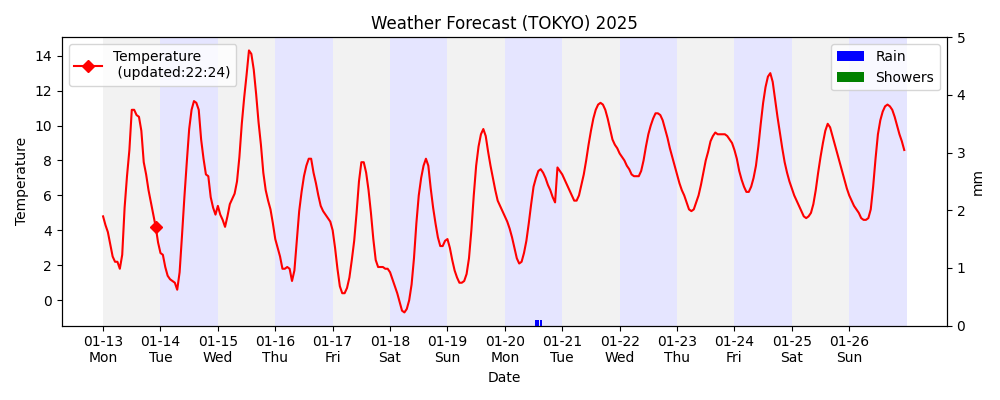 Weather Forecast (TOKYO) 2025
Temperature
(updated:22:24)
Rain
Showers
Temperature
14
12
10
8
6
4
2
0
5
4
3
2
1
0
mm
01-13 01-14 01-15 01-16 01-17 01-18 01-19 01-20 01-21 01-22 01-23 01-24 01-25 01-26
Mon Tue Wed Thu Fri Sat Sun Mon Tue Wed Thu Fri Sat Sun
Date